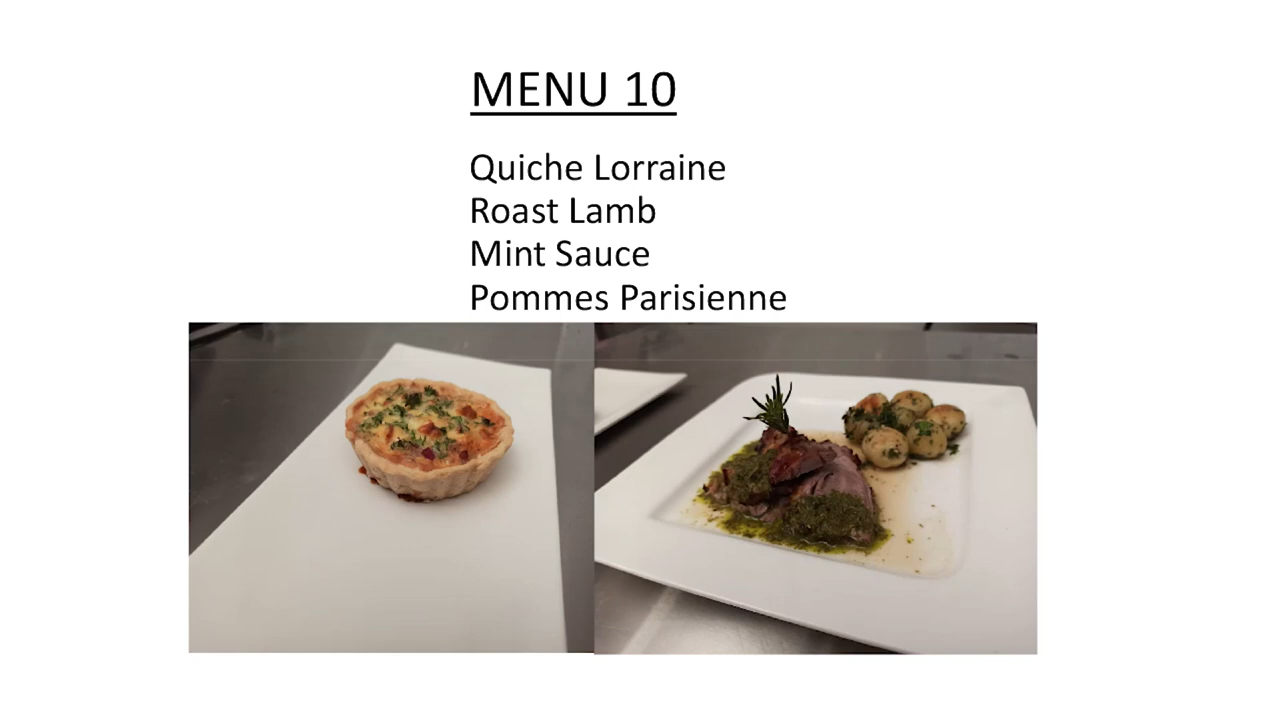 MENU 10
Quiche Lorraine
Roast Lamb
Mint Sauce
Pommes Parisienne